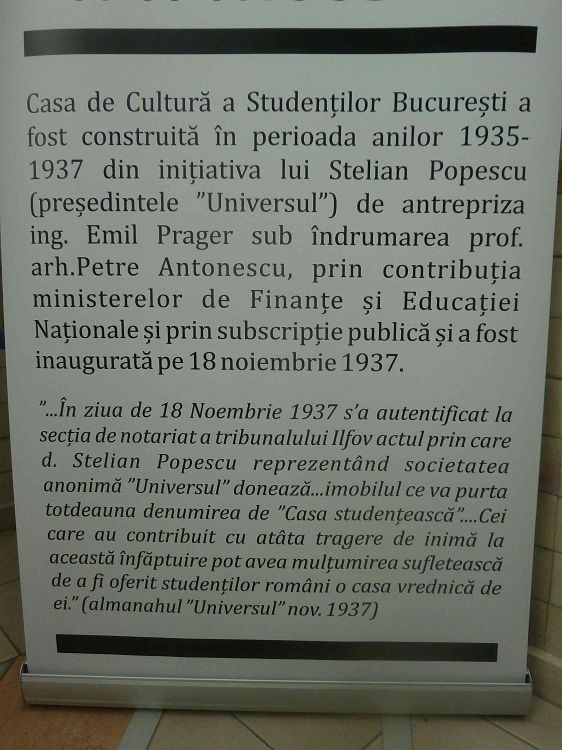 Casa de Cultură a Studenților București a
fost construită în perioada anilor 1935-
1937 din inițiativa lui Stelian Popescu
(președintele ”Universul”) de antrepriza
ing. Emil Prager sub îndrumarea prof.
arh.Petre Antonescu, prin contribuția
ministerelor de Finanțe și Educației
Naționale și prin subscripție publică și a fost
inaugurată pe 18 noiembrie 1937.
”...În ziua de 18 Noembrie 1937 s’a autentificat la
secția de notariat a tribunalului Ilfov actul prin care
d. Stelian Popescu reprezentând societatea
anonimă ”Universul” donează...imobilul ce va purta
totdeauna denumirea de ”Casa studențească”....Cei
care au contribuit cu atâta tragere de inimă la
această înfăptuire pot avea mulțumirea sufletească
de a fi oferit studenților români o casa vrednică de
ei.” (almanahul ”Universul” nov. 1937)